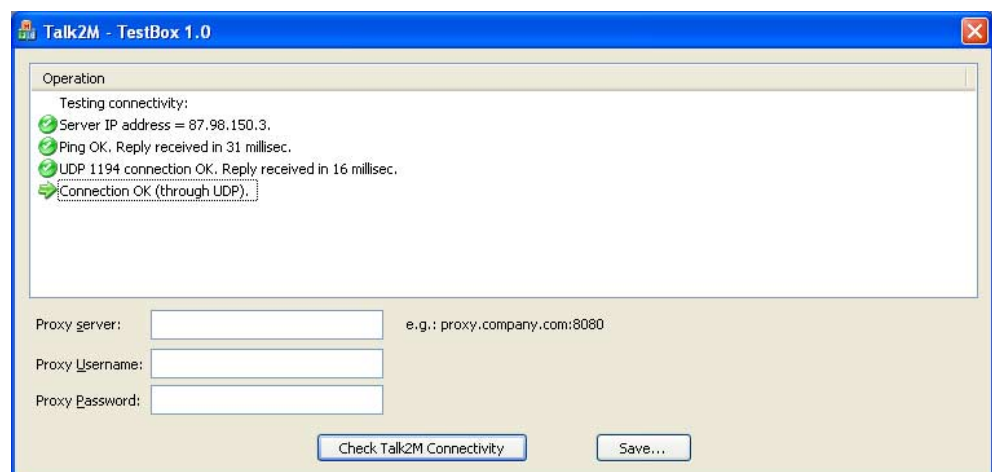 Talk2M - TestBox 1.0
Operation
Testing connectivity:
Server IP address = 87.98.150.3.
Ping OK. Reply received in 31 millisec.
UDP 1194 connection OK. Reply received in 16 millisec.
Connection OK (through UDP).
Proxy server: e.g.: proxy.company.com:8080
Proxy Username:
Proxy Password:
Check Talk2M Connectivity Save...